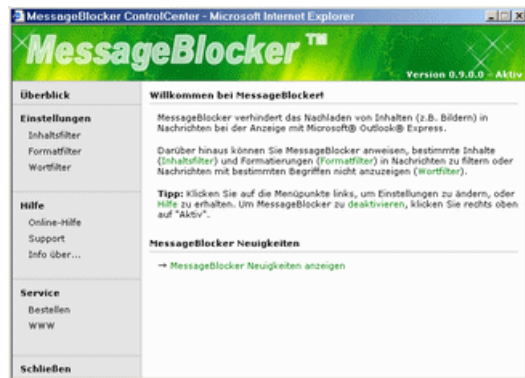 MessageBlocker ControlCenter - Microsoft Internet Explorer
MessageBlocker ™
Version 0.9.0.0 - Aktiv
Überblick
Einstellungen
Inhaltsfilter
Formatfilter
Wortfilter
Hilfe
Online-Hilfe
Support
Info über...
Service
Bestellen
WWW
Schließen
Willkommen bei MessageBlocker!
MessageBlocker verhindert das Nachladen von Inhalten (z.B. Bildern) in
Nachrichten bei der Anzeige mit Microsoft® Outlook® Express.
Darüber hinaus können Sie MessageBlocker anweisen, bestimmte Inhalte
(Inhaltsfilter) und Formatierungen (Formatfilter) in Nachrichten zu filtern oder
Nachrichten mit bestimmten Begriffen nicht anzuzeigen (Wortfilter).
Tipp: Klicken Sie auf die Menüpunkte links, um Einstellungen zu ändern, oder
Hilfe zu erhalten. Um MessageBlocker zu deaktivieren, klicken Sie rechts oben
auf "Aktiv".
MessageBlocker Neuigkeiten
→ MessageBlocker Neuigkeiten anzeigen